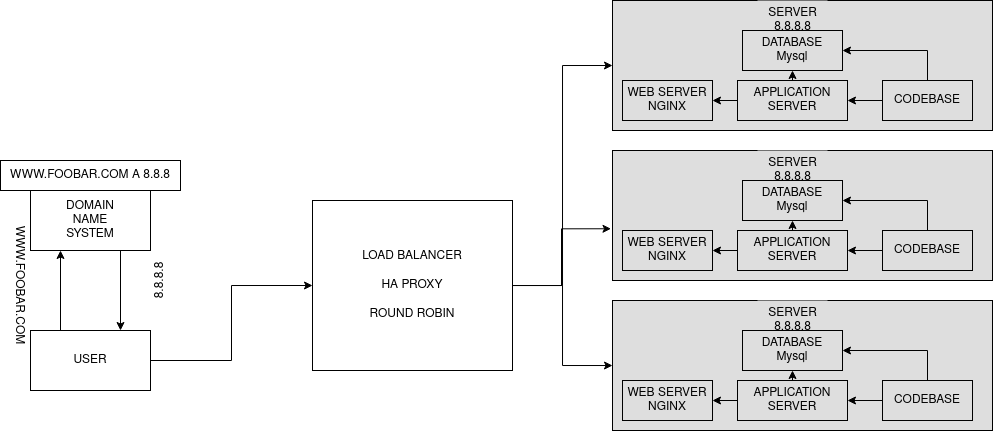 WWW.FOOBAR.COM A 8.8.8
DOMAIN
NAME
SYSTEM
WWW.FOOBAR.COM
8.8.8.8
USER
LOAD BALANCER
HA PROXY
ROUND ROBIN
SERVER
8.8.8.8
DATABASE
Mysql
WEB SERVER
NGINX
APPLICATION
SERVER
CODEBASE
SERVER
8.8.8.8
DATABASE
Mysql
WEB SERVER
NGINX
APPLICATION
SERVER
CODEBASE
SERVER
8.8.8.8
DATABASE
Mysql
WEB SERVER
NGINX
APPLICATION
SERVER
CODEBASE